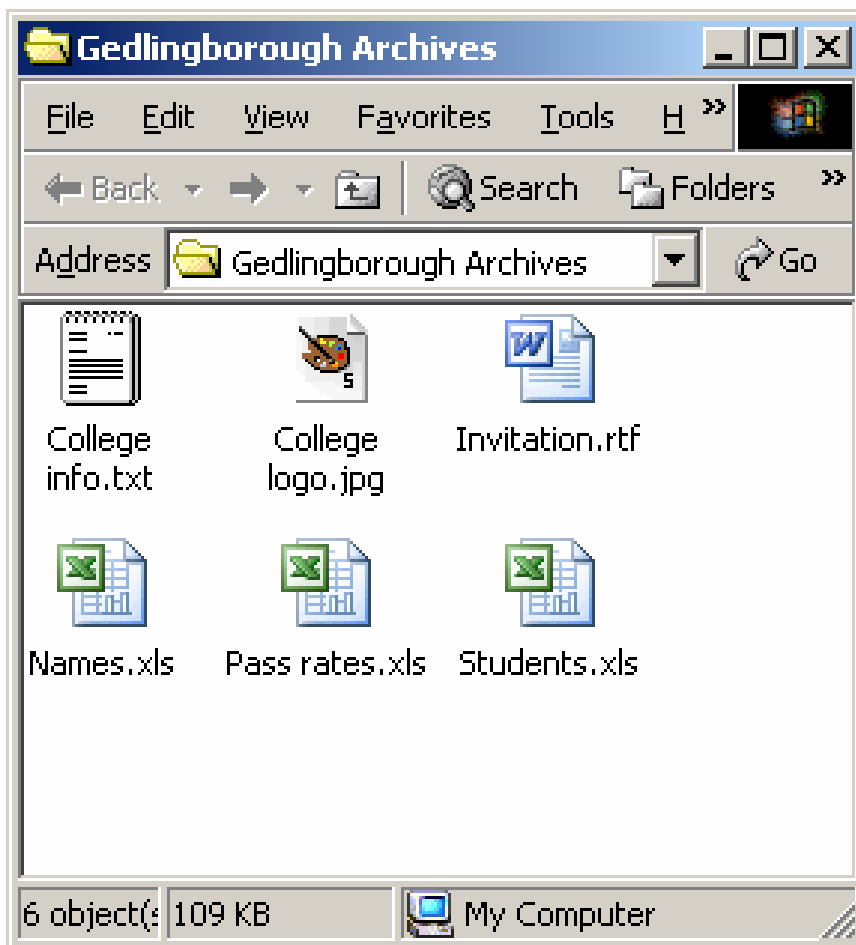 Gedlingborough Archives
File Edit View Favorites Tools H »
Back Search Folders »
Address Gedlingborough Archives Go
College College Invitation.rtf
info.txt logo.jpg
Names.xls Pass rates.xls Students.xls
6 object(s 109 KB My Computer